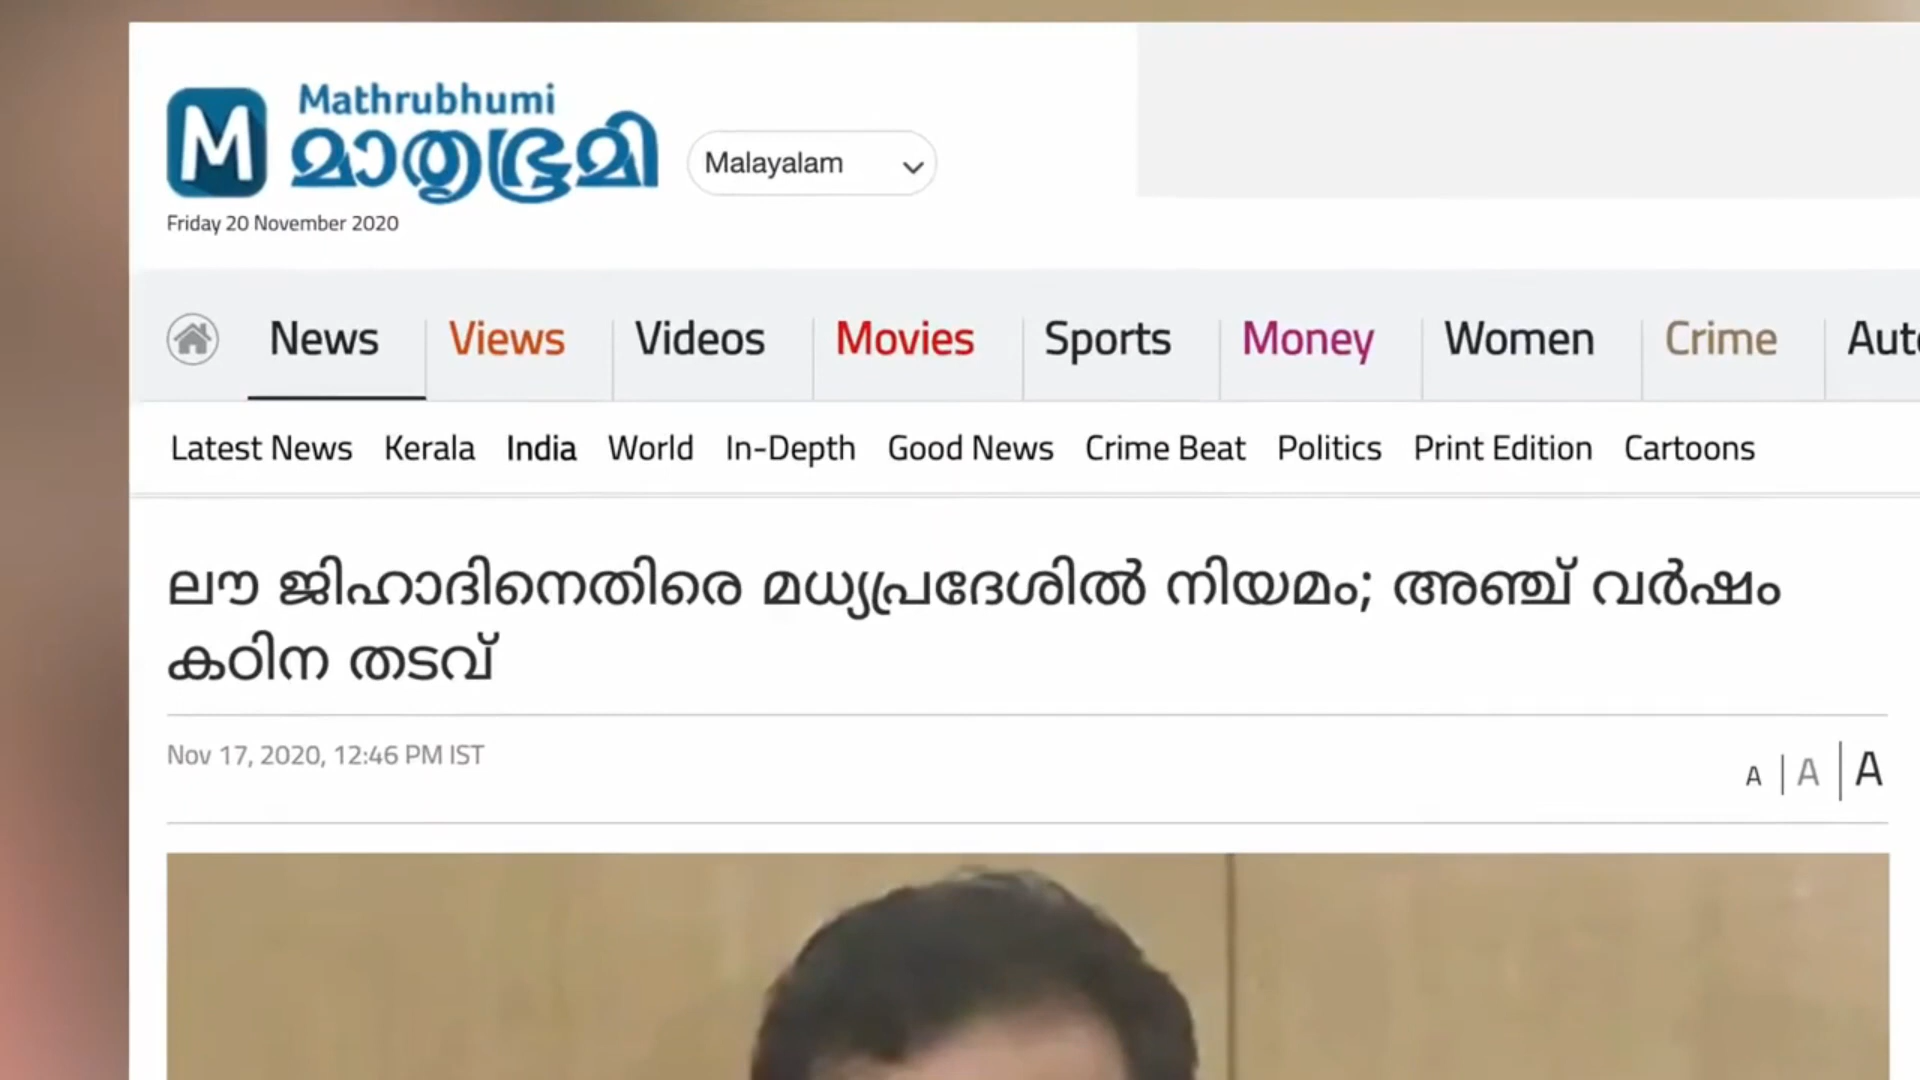 M
Mathrubhumi
മാതൃഭൂമി
Malayalam
Friday 20 November 2020
News Views Videos Movies Sports Money Women Crime
Latest News Kerala India World In-Depth Good News Crime Beat Politics Print Edition Cartoons
ലൗ ജിഹാദിനെതിരെ മധ്യപ്രദേശില്‍ നിയമം; അഞ്ച് വര്‍ഷം
കഠിന തടവ്
Nov 17, 2020, 12:46 PM IST
A | A | A